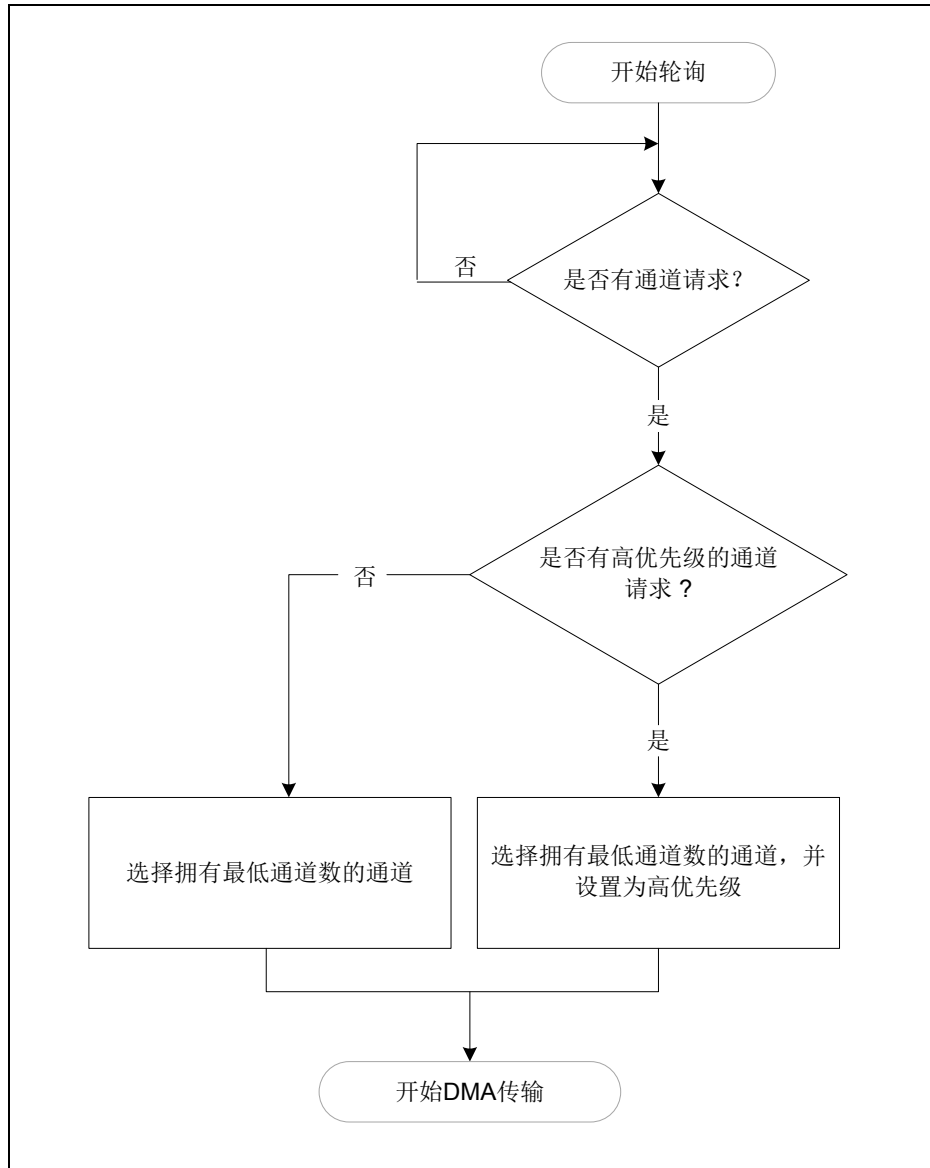 开始轮询
是否有通道请求?
否
是
是否有高优先级的通道
请求?
否
是
选择拥有最低通道数的通道
选择拥有最低通道数的通道,并
设置为高优先级
开始DMA传输